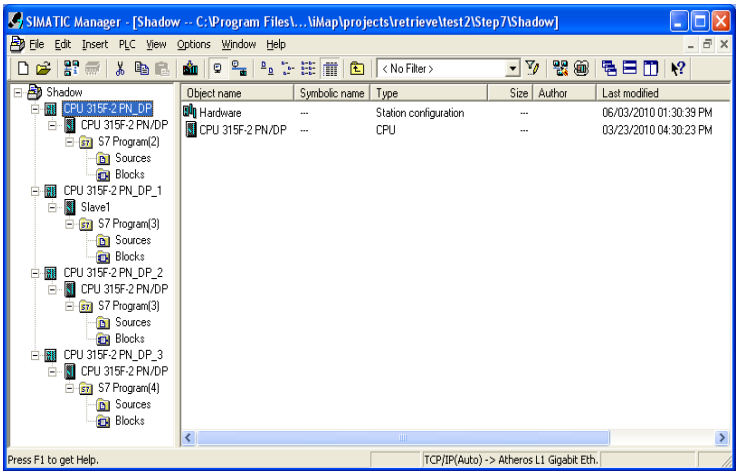 SIMATIC Manager - [Shadow -- C:\Program Files\...\iMap\projects\retrieve\test2\Step7\Shadow]
File Edit Insert PLC View Options Window Help
< No Filter >
Shadow
CPU 315F-2 PN_DP
CPU 315F-2 PN/DP
S7 Program(2)
Sources
Blocks
CPU 315F-2 PN_DP_1
Slave1
S7 Program(3)
Sources
Blocks
CPU 315F-2 PN_DP_2
CPU 315F-2 PN/DP
S7 Program(3)
Sources
Blocks
CPU 315F-2 PN_DP_3
CPU 315F-2 PN/DP
S7 Program(4)
Sources
Blocks
Object name Symbolic name Type Size Author Last modified
Hardware --- Station configuration --- 06/03/2010 01:30:39 PM
CPU 315F-2 PN/DP --- CPU --- 03/23/2010 04:30:23 PM
Press F1 to get Help. TCP/IP(Auto) -> Atheros L1 Gigabit Eth.